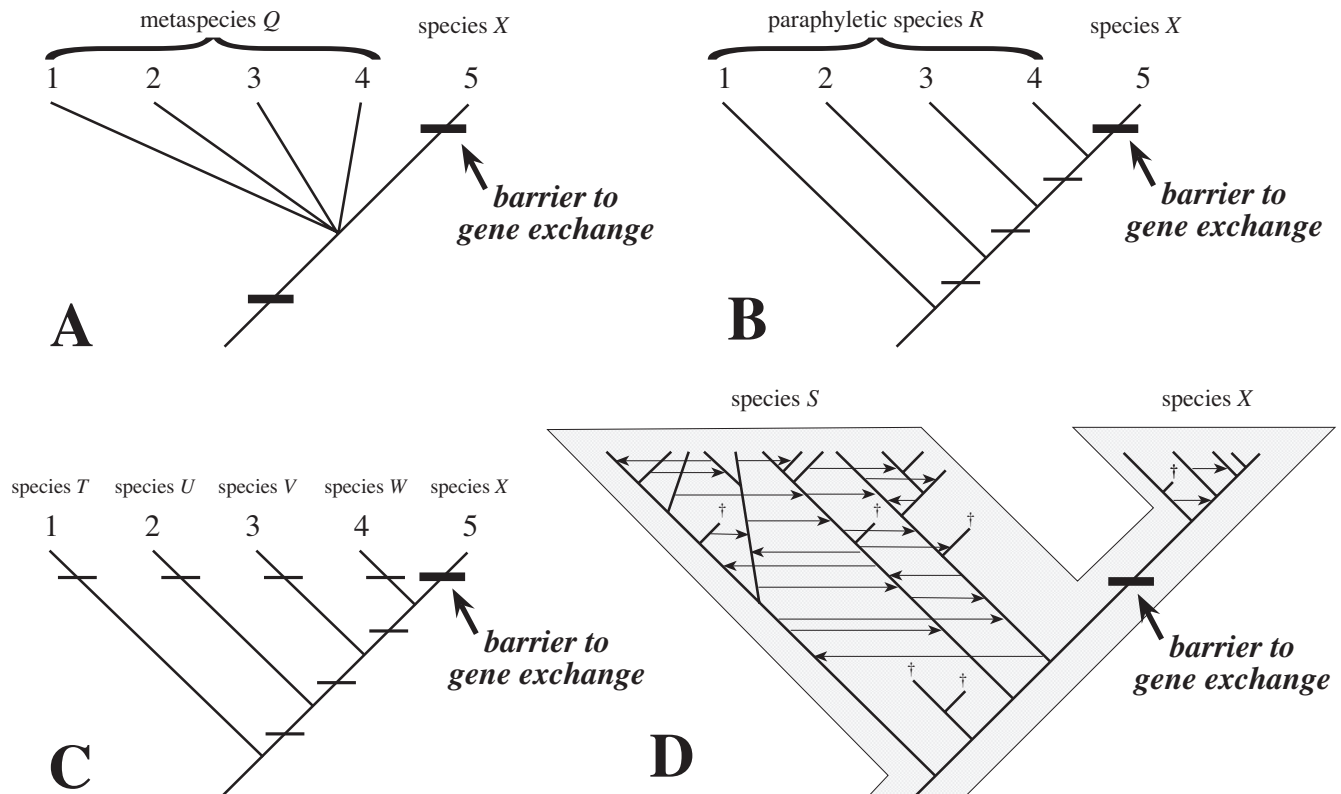 metaspecies Q
species X
1 2 3 4 5
barrier to
gene exchange
A
paraphyletic species R
species X
1 2 3 4 5
barrier to
gene exchange
B
species T species U species V species W species X
1 2 3 4 5
barrier to
gene exchange
C
species S
species X
†
†
†
†
†
†
barrier to
gene exchange
D